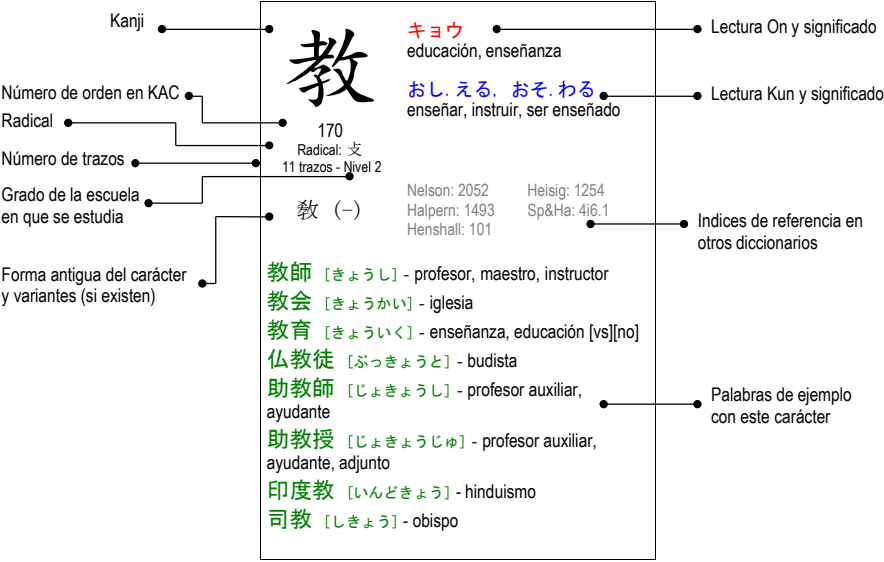 Kanji
Número de orden en KAC
Radical
Número de trazos
Grado de la escuela
en que se estudia
Forma antigua del carácter
y variantes (si existen)
教
170
Radical: 攴
11 trazos - Nivel 2
敎 (-)
キョウ
educación, enseñanza
おし.える, おそ.わる
enseñar, instruir, ser enseñado
Nelson: 2052 Heisig: 1254
Halpern: 1493 Sp&Ha: 4i6.1
Henshall: 101
教師 [きょうし] - profesor, maestro, instructor
教会 [きょうかい] - iglesia
教育 [きょういく] - enseñanza, educación [vs][no]
仏教徒 [ぶっきょうと] - budista
助教師 [じょきょうし] - profesor auxiliar,
ayudante
助教授 [じょきょうじゅ] - profesor auxiliar,
ayudante, adjunto
印度教 [いんどきょう] - hinduismo
司教 [しきょう] - obispo
Lectura On y significado
Lectura Kun y significado
Indices de referencia en
otros diccionarios
Palabras de ejemplo
con este carácter